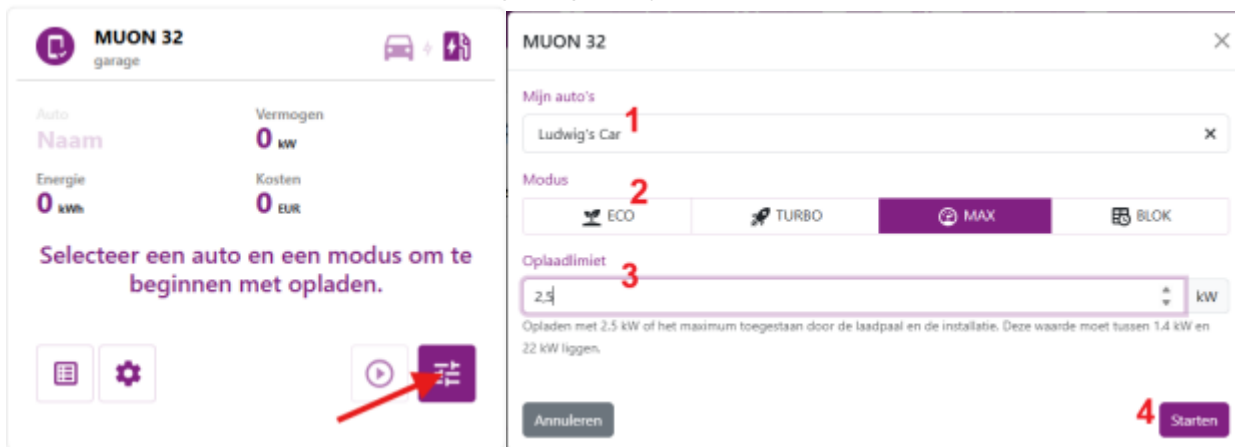 MUON 32
garage
Auto
Vermogen
Naam
0 kW
Energie
Kosten
0 kWh
0 EUR
Selecteer een auto en een modus om te
beginnen met opladen.
MUON 32
Mijn auto's
1
Ludwig's Car
Modus
2
ECO
TURBO
MAX
BLOK
Oplaadlimiet
3
2,5
kW
Opladen met 2.5 kW of het maximum toegestaan door de laadpaal en de installatie. Deze waarde moet tussen 1.4 kW en
22 kW liggen.
Annuleren
4
Starten